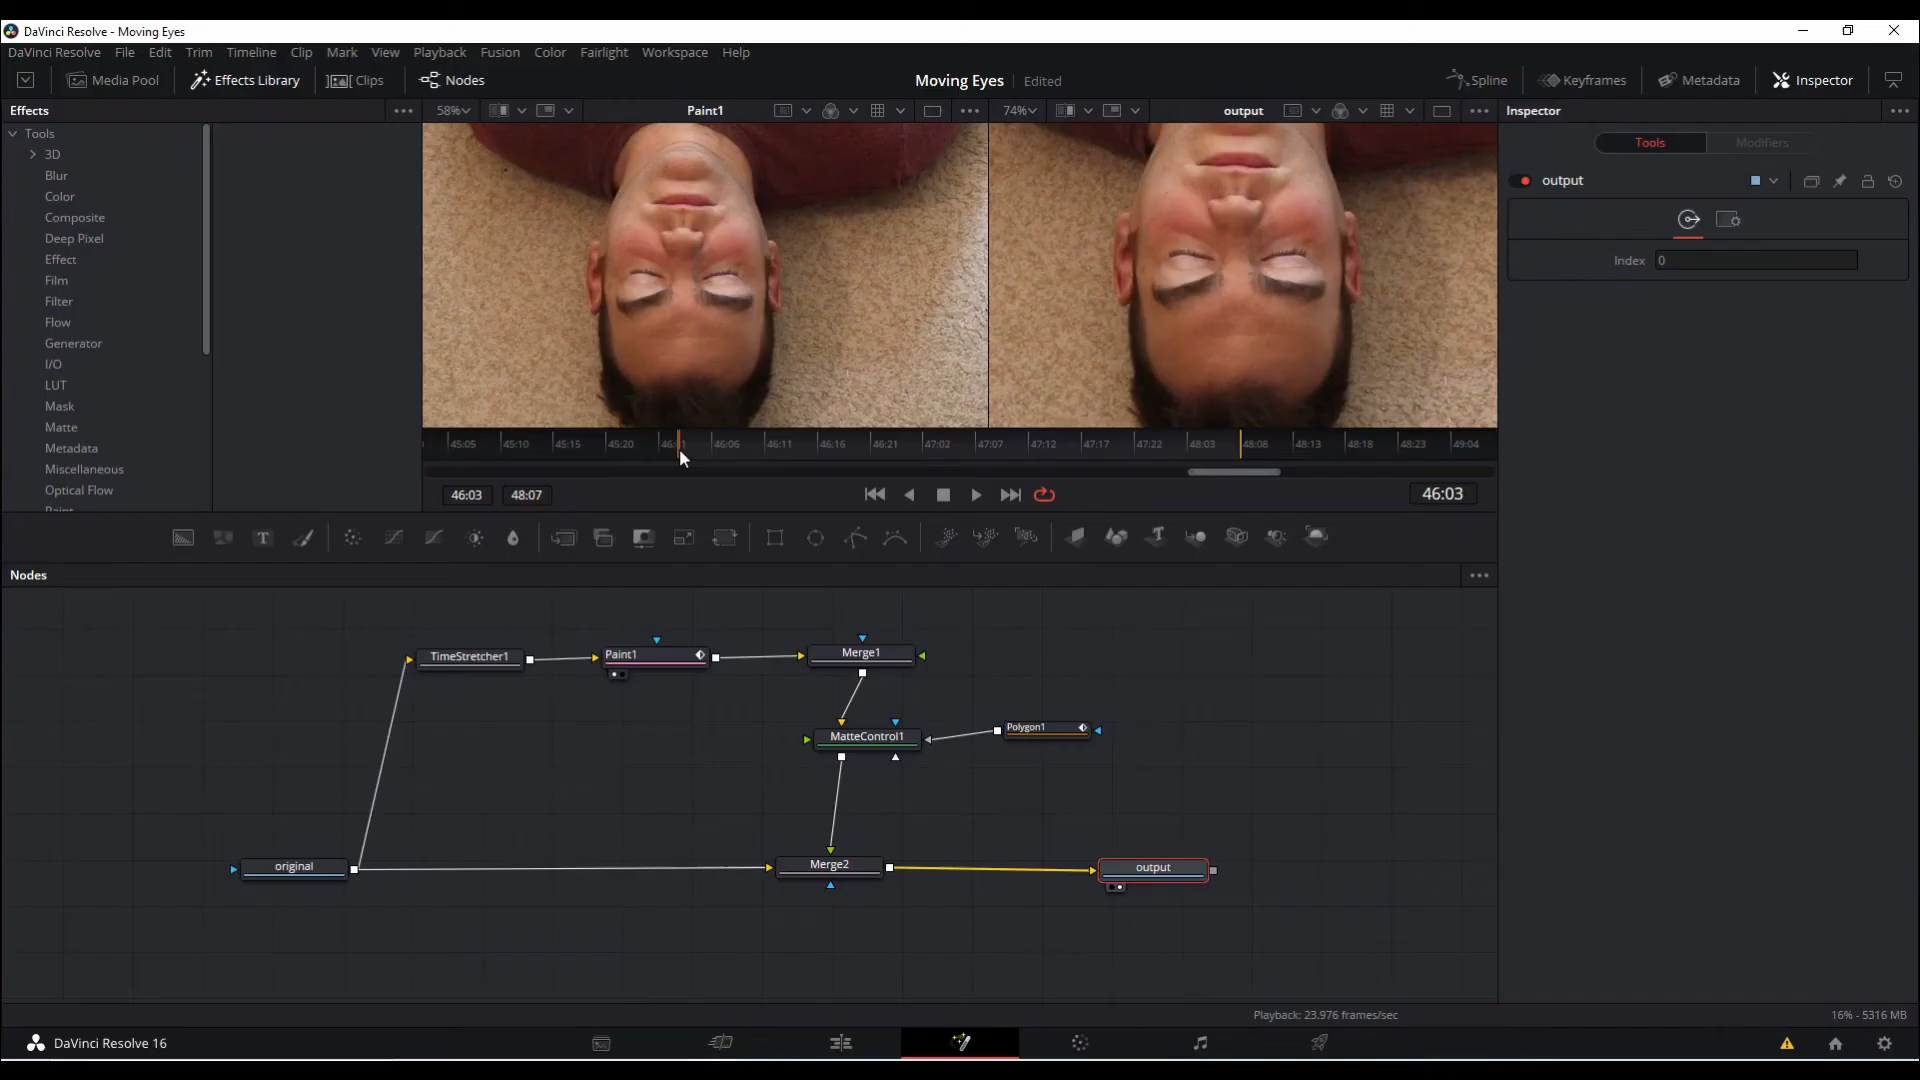 DaVinci Resolve - Moving Eyes
DaVinci Resolve File Edit Trim Timeline Clip Mark View Playback Fusion Color Fairlight Workspace Help
Media Pool Effects Library Clips Nodes Moving Eyes Edited Spline Keyframes Metadata Inspector
Effects 58% Paint1 74% output Inspector
Tools
3D
Blur
Color
Composite
Deep Pixel
Effect
Film
Filter
Flow
Generator
I/O
LUT
Mask
Matte
Metadata
Miscellaneous
Optical Flow
Tools Modifiers
output
Index 0
45:05 45:10 45:15 45:20 46:01 46:06 46:11 46:16 46:21 47:02 47:07 47:12 47:17 47:22 48:03 48:08 48:13 48:18 48:23 49:04
46:03 48:07 46:03
T T
Nodes
TimeStretcher1 Paint1 Merge1
MatteControl1 Polygon1
original Merge2 output
Playback: 23.976 frames/sec 16% - 5316 MB
DaVinci Resolve 16